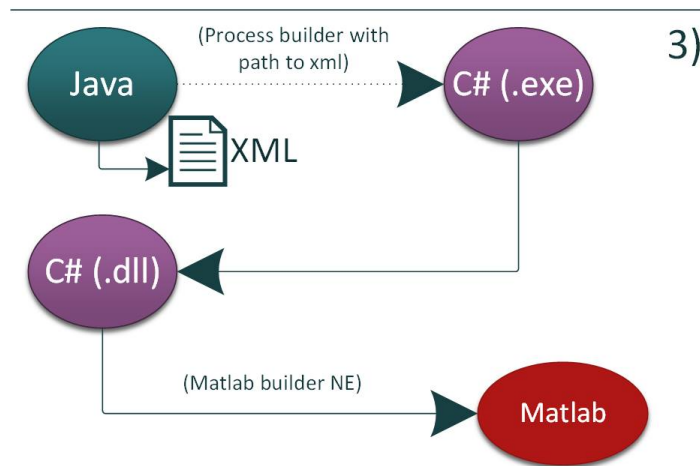 (Process builder with
path to xml)
3)
Java
C# (.exe)
XML
C# (.dll)
(Matlab builder NE)
Matlab